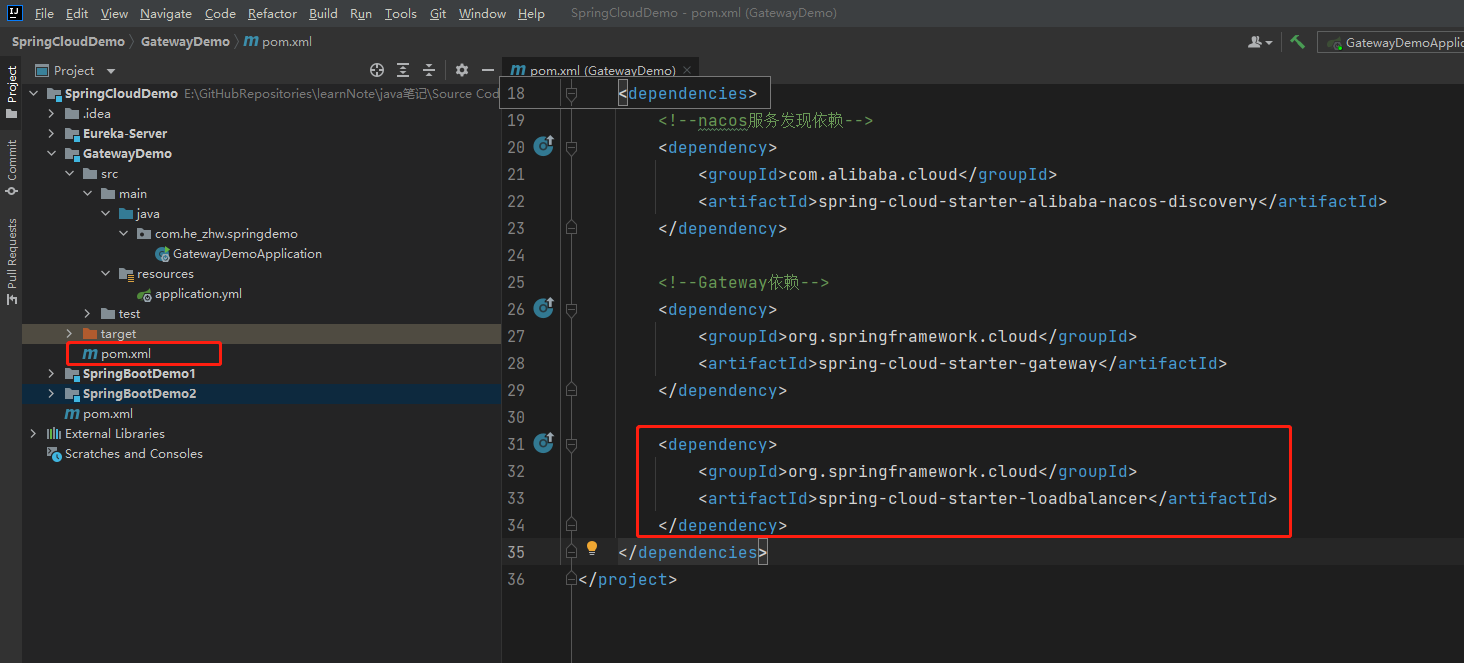 File Edit View Navigate Code Refactor Build Run Tools Git Window Help SpringCloudDemo - pom.xml (GatewayDemo)
SpringCloudDemo GatewayDemo m pom.xml
GatewayDemoApplic
Project
Commit
Pull Requests
Project
SpringCloudDemo E:\GitHubRepositories\learnNote\java笔记\Source Cod
.idea
Eureka-Server
GatewayDemo
src
main
java
com.he_zhw.springdemo
GatewayDemoApplication
resources
application.yml
test
target
m pom.xml
SpringBootDemo1
SpringBootDemo2
m pom.xml
External Libraries
Scratches and Consoles
m pom.xml (GatewayDemo)
18 <dependencies>
19 <!--nacos服务发现依赖-->
20 <dependency>
21 <groupId>com.alibaba.cloud</groupId>
22 <artifactId>spring-cloud-starter-alibaba-nacos-discovery</artifactId>
23 </dependency>
24
25 <!--Gateway依赖-->
26 <dependency>
27 <groupId>org.springframework.cloud</groupId>
28 <artifactId>spring-cloud-starter-gateway</artifactId>
29 </dependency>
30
31 <dependency>
32 <groupId>org.springframework.cloud</groupId>
33 <artifactId>spring-cloud-starter-loadbalancer</artifactId>
34 </dependency>
35 </dependencies>
36 </project>